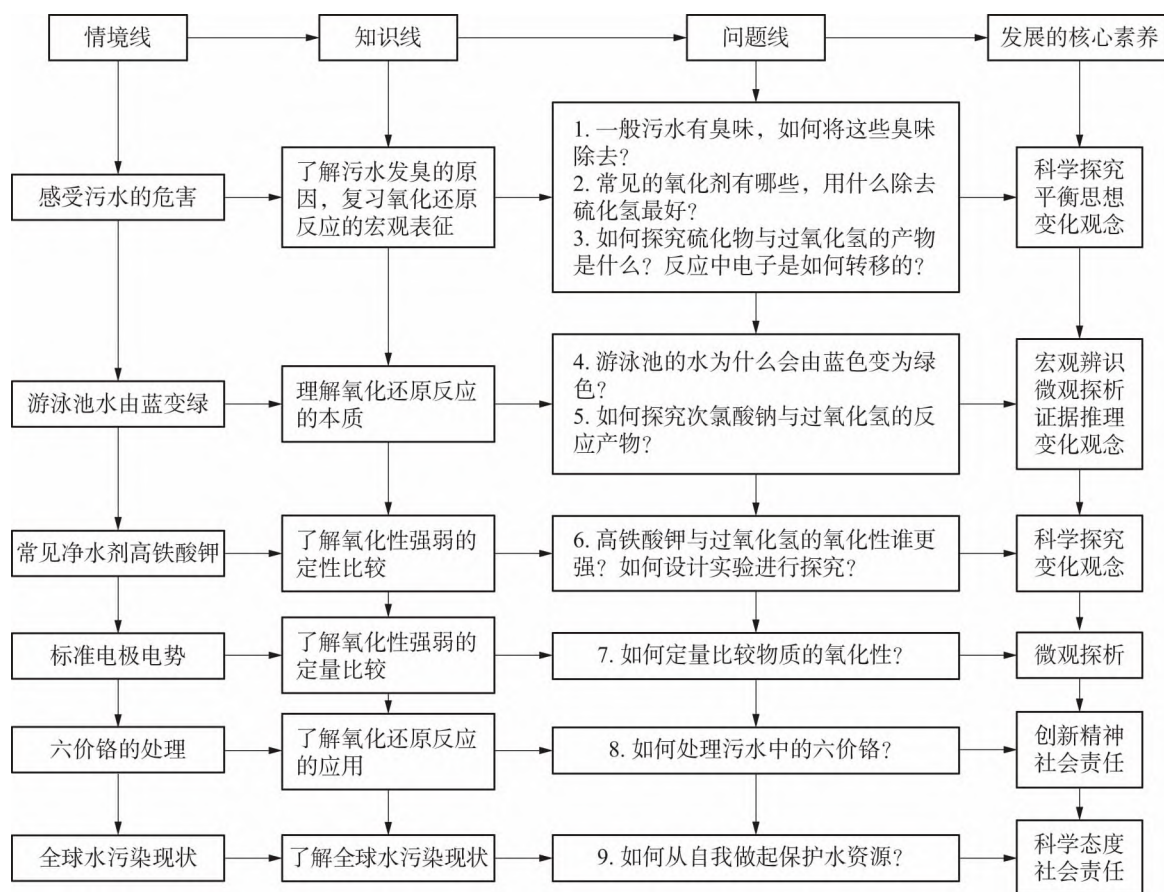 情境线
知识线
问题线
发展的核心素养
感受污水的危害
了解污水发臭的原
因，复习氧化还原
反应的宏观表征
1. 一般污水有臭味，如何将这些臭味
除去？
2. 常见的氧化剂有哪些，用什么除去
硫化氢最好？
3. 如何探究硫化物与过氧化氢的产物
是什么？反应中电子是如何转移的？
科学探究
平衡思想
变化观念
游泳池水由蓝变绿
理解氧化还原反应
的本质
4. 游泳池的水为什么会由蓝色变为绿
色？
5. 如何探究次氯酸钠与过氧化氢的反
应产物？
宏观辨识
微观探析
证据推理
变化观念
常见净水剂高铁酸钾
了解氧化性强弱的
定性比较
6. 高铁酸钾与过氧化氢的氧化性谁更
强？如何设计实验进行探究？
科学探究
变化观念
标准电极电势
了解氧化性强弱的
定量比较
7. 如何定量比较物质的氧化性？
微观探析
六价铬的处理
了解氧化还原反应
的应用
8. 如何处理污水中的六价铬？
创新精神
社会责任
全球水污染现状
了解全球水污染现状
9. 如何从自我做起保护水资源？
科学态度
社会责任